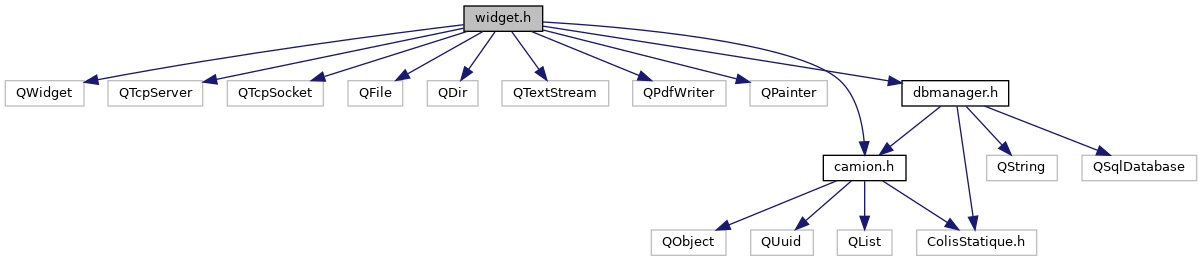 widget.h
QWidget
QTcpServer
QTcpSocket
QFile
QDir
QTextStream
QPdfWriter
QPainter
dbmanager.h
camion.h
QString
QSqlDatabase
QObject
QUuid
QList
ColisStatique.h